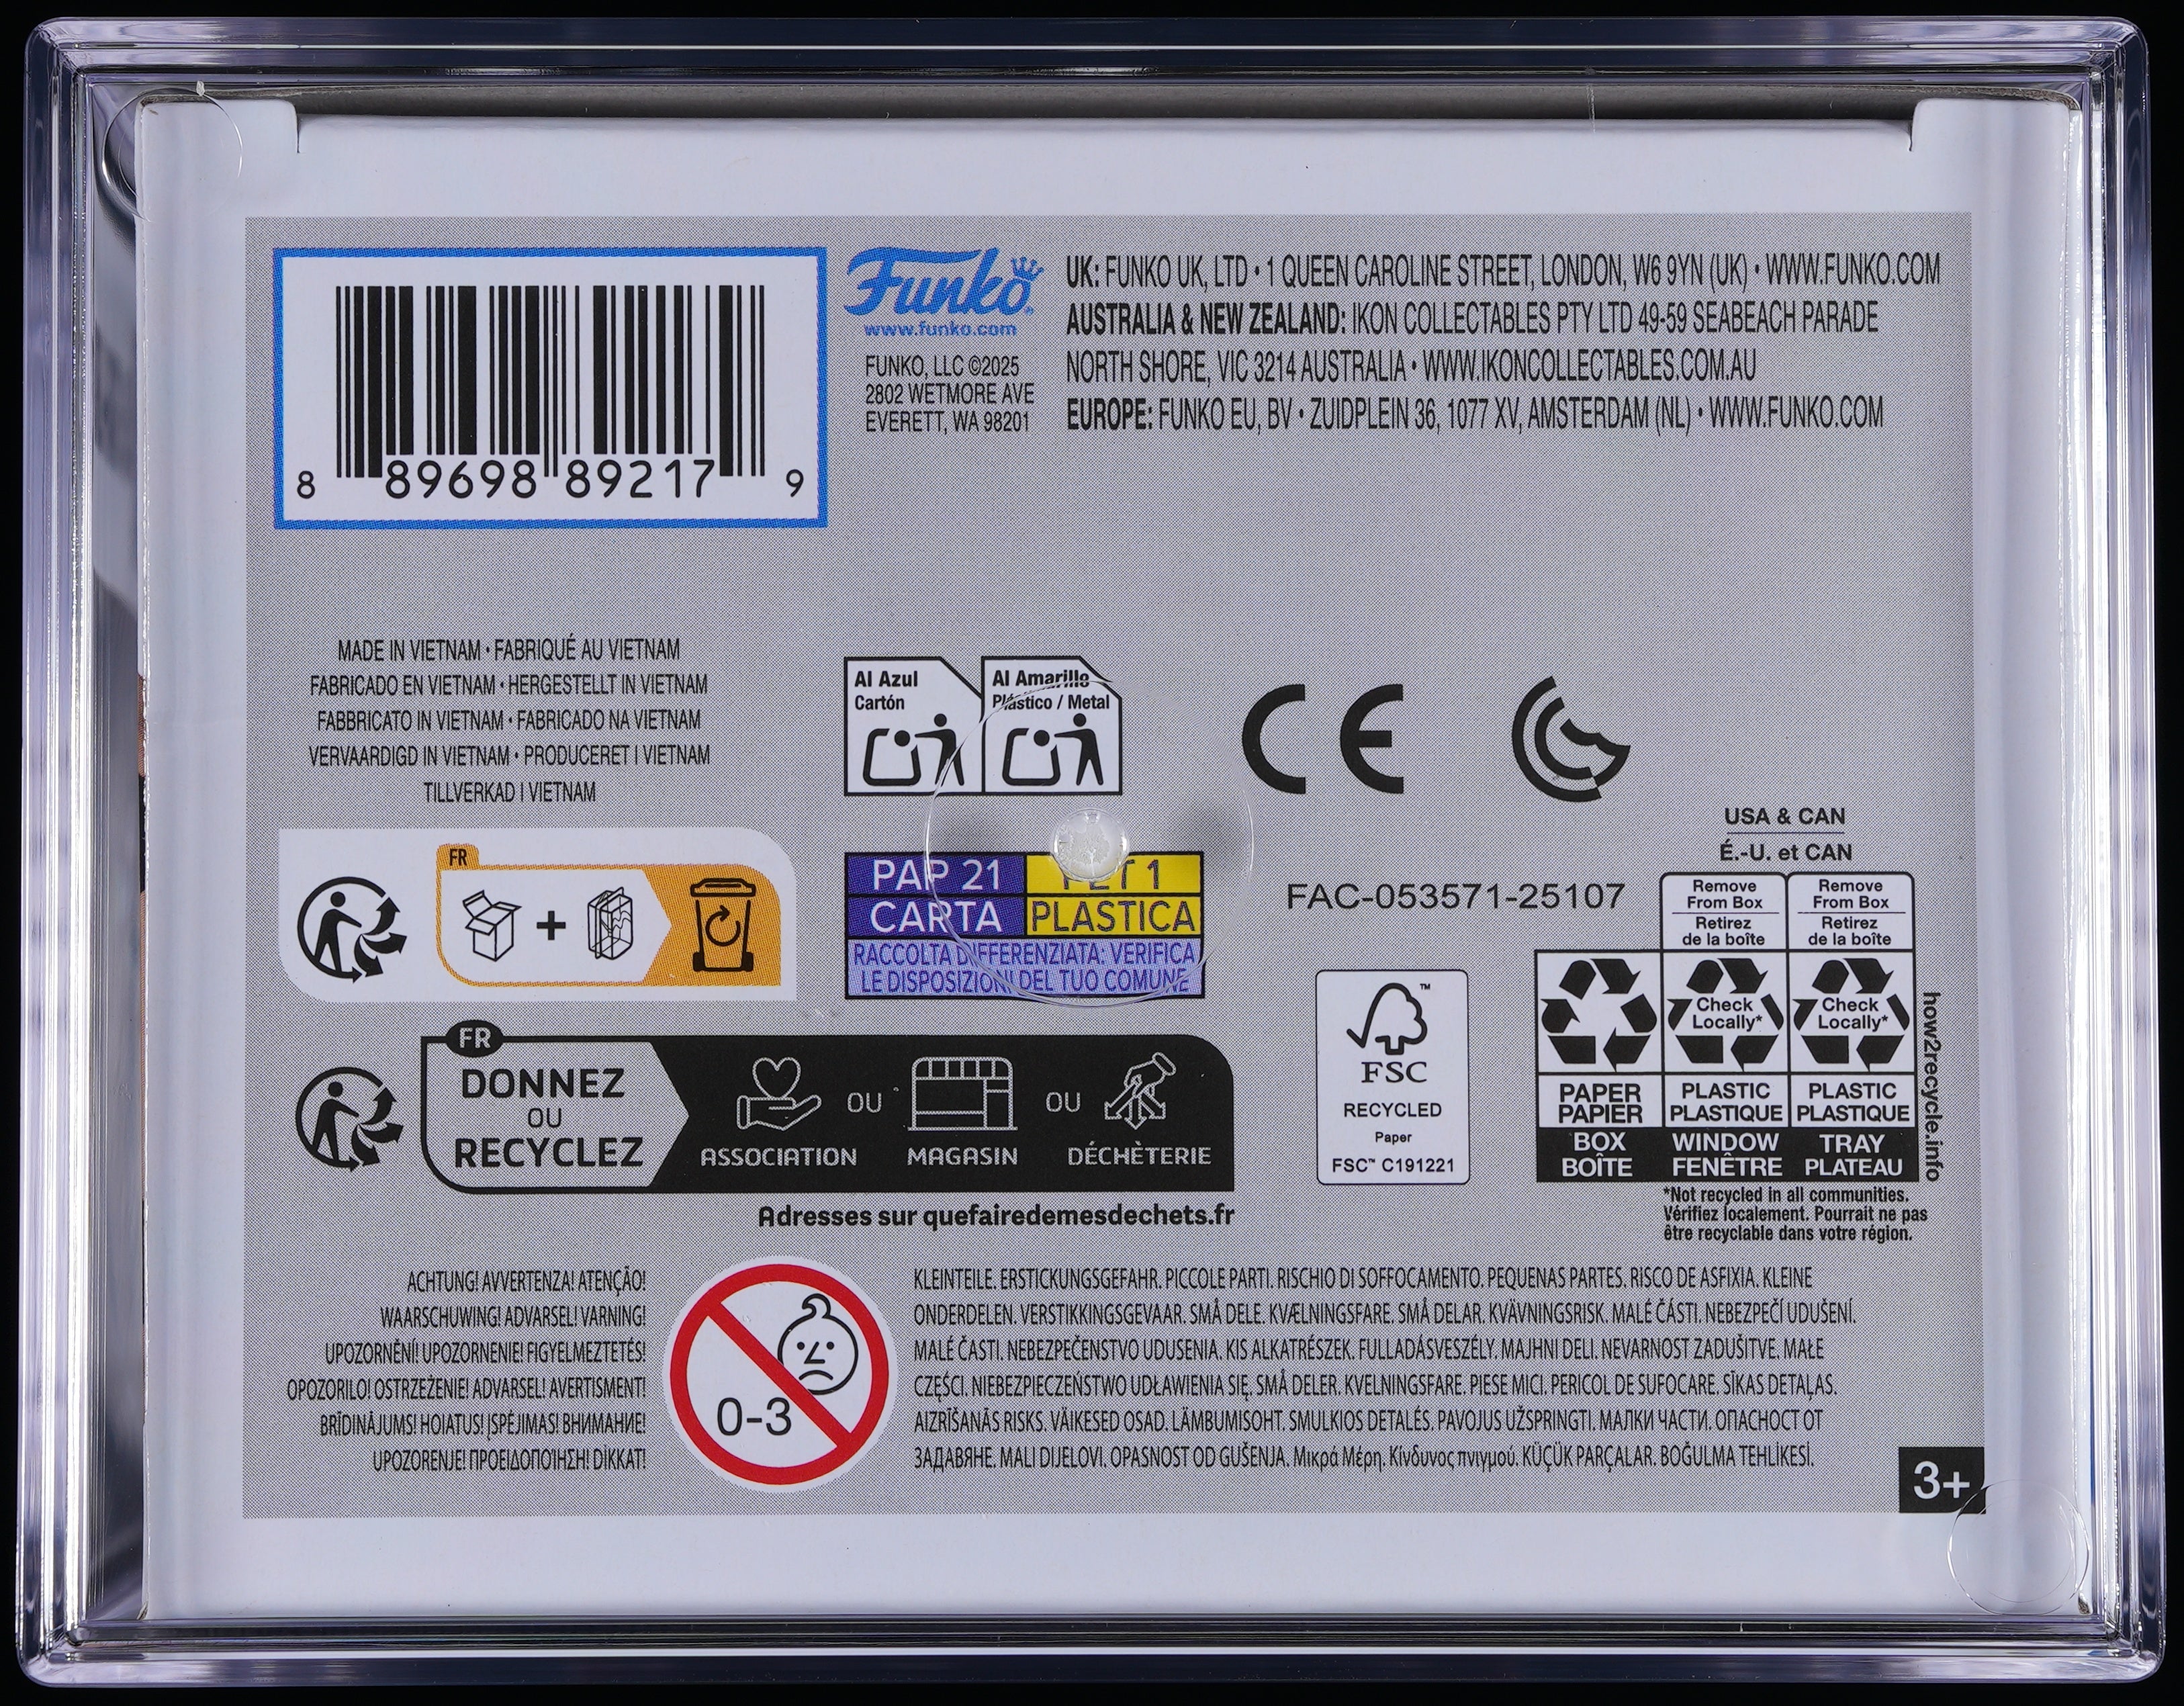 8 89698 89217 9
Funko
www.funko.com
FUNKO, LLC ©2025
2802 WETMORE AVE
EVERETT, WA 98201
UK: FUNKO UK, LTD • 1 QUEEN CAROLINE STREET, LONDON, W6 9YN (UK) • WWW.FUNKO.COM
AUSTRALIA & NEW ZEALAND: IKON COLLECTABLES PTY LTD 49-59 SEABEACH PARADE
NORTH SHORE, VIC 3214 AUSTRALIA • WWW.IKONCOLLECTABLES.COM.AU
EUROPE: FUNKO EU, BV • ZUIDPLEIN 36, 1077 XV, AMSTERDAM (NL) • WWW.FUNKO.COM
MADE IN VIETNAM • FABRIQUÉ AU VIETNAM
FABRICADO EN VIETNAM • HERGESTELLT IN VIETNAM
FABBRICATO IN VIETNAM • FABRICADO NA VIETNAM
VERVAARDIGD IN VIETNAM • PRODUCERET I VIETNAM
TILLVERKAD I VIETNAM
Al Azul
Cartón
Al Amarillo
Plástico / Metal
CE
FR
PAP 21
CARTA
PET 1
PLASTICA
RACCOLTA DIFFERENZIATA: VERIFICA
LE DISPOSIZIONI DEL TUO COMUNE
FAC-053571-25107
USA & CAN
É.-U. et CAN
Remove
From Box
Retirez
de la boîte
Remove
From Box
Retirez
de la boîte
Check
Locally*
Check
Locally*
PAPER
PAPIER
PLASTIC
PLASTIQUE
PLASTIC
PLASTIQUE
BOX
BOÎTE
WINDOW
FENÊTRE
TRAY
PLATEAU
how2recycle.info
*Not recycled in all communities.
Vérifiez localement. Pourrait ne pas
être recyclable dans votre région.
FSC™
RECYCLED
Paper
FSC™ C191221
FR
DONNEZ
OU
RECYCLEZ
ASSOCIATION
OU
MAGASIN
OU
DÉCHÈTERIE
Adresses sur quefairedemesdechets.fr
ACHTUNG! AVVERTENZA! ATENÇÃO!
WAARSCHUWING! ADVARSEL! VARNING!
UPOZORNĚNÍ! UPOZORNENIE! FIGYELMEZTETÉS!
OPOZORILO! OSTRZEŻENIE! ADVARSEL! AVERTISMENT!
BRĪDINĀJUMS! HOIATUS! ĮSPĖJIMAS! ВНИМАНИЕ!
UPOZORENJE! ΠΡΟΕΙΔΟΠΟΊΗΣΗ! DİKKAT!
0-3
KLEINTEILE. ERSTICKUNGSGEFAHR. PICCOLE PARTI. RISCHIO DI SOFFOCAMENTO. PEQUENAS PARTES. RISCO DE ASFIXIA. KLEINE
ONDERDELEN. VERSTIKKINGSGEVAAR. SMÅ DELE. KVÆLNINGSFARE. SMÅ DELAR. KVÄVNINGSRISK. MALÉ ČÁSTI. NEBEZPEČÍ UDUŠENÍ.
MALÉ ČASTI. NEBEZPEČENSTVO UDUSENIA. KIS ALKATRÉSZEK. FULLADÁSVESZÉLY. MAJHNI DELI. NEVARNOST ZADUŠITVE. MAŁE
CZĘŚCI. NIEBEZPIECZEŃSTWO UDŁAWIENIA SIĘ. SMÅ DELER. KVELNINGSFARE. PIESE MICI. PERICOL DE SUFOCARE. SĪKAS DETAĻAS.
AIZRĪŠANĀS RISKS. VÄIKESED OSAD. LÄMBUMISOHT. SMULKIOS DETALĖS. PAVOJUS UŽSPRINGTI. МАЛКИ ЧАСТИ. ОПАСНОСТ ОТ
ЗАДАВЯНЕ. MALI DIJELOVI. OPASNOST OD GUŠENJA. Μικρά Μέρη. Κίνδυνος πνιγμού. KÜÇÜK PARÇALAR. BOĞULMA TEHLİKESİ.
3+